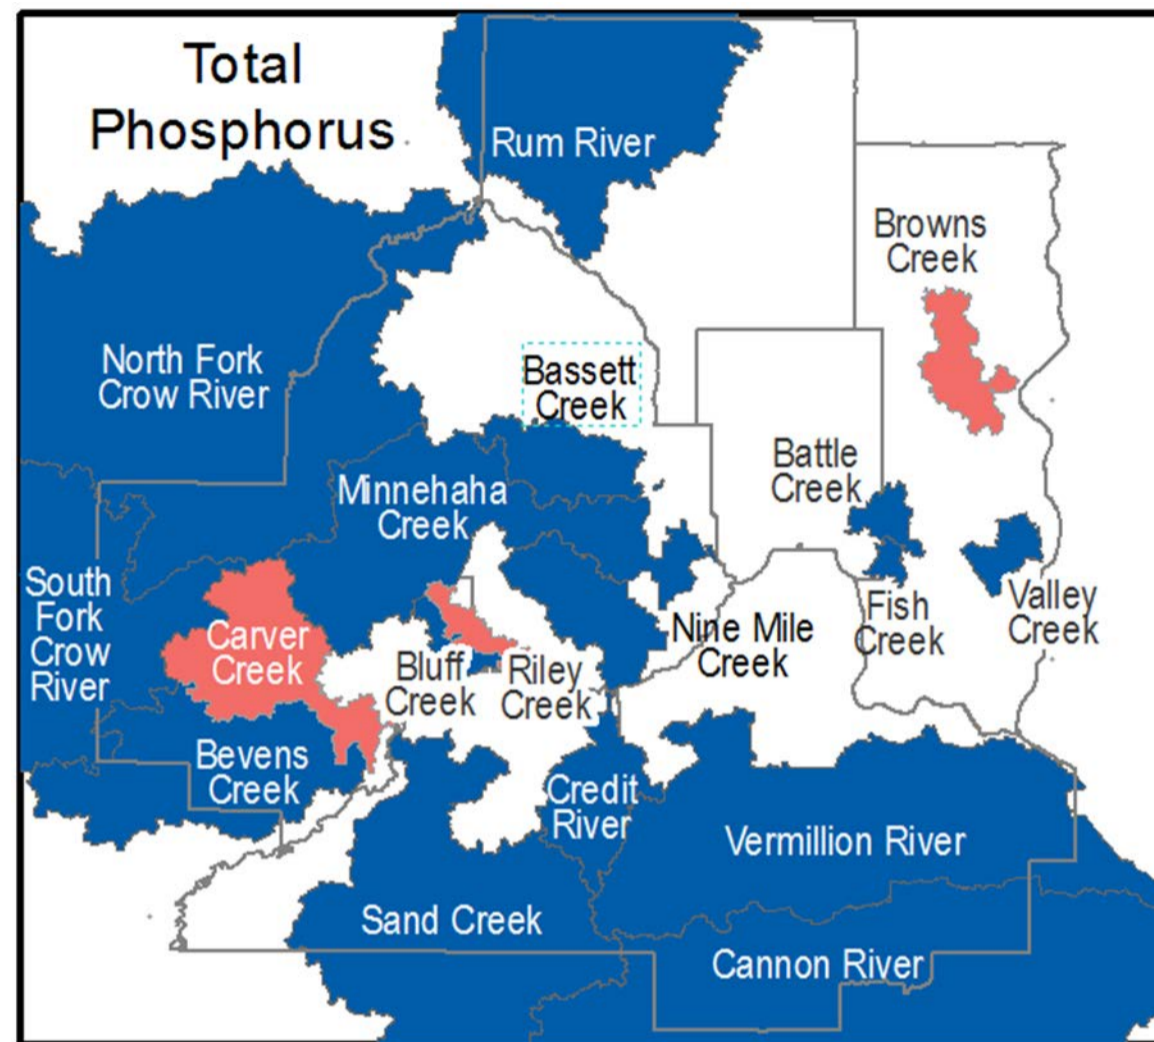 Total
Phosphorus
Rum River
Browns
Creek
North Fork
Crow River
Bassett
Creek
Battle
Creek
Minnehaha
Creek
South
Fork
Crow
River
Carver
Creek
Bluff
Creek
Riley
Creek
Nine Mile
Creek
Fish
Creek
Valley
Creek
Bevens
Creek
Credit
River
Vermillion River
Sand Creek
Cannon River